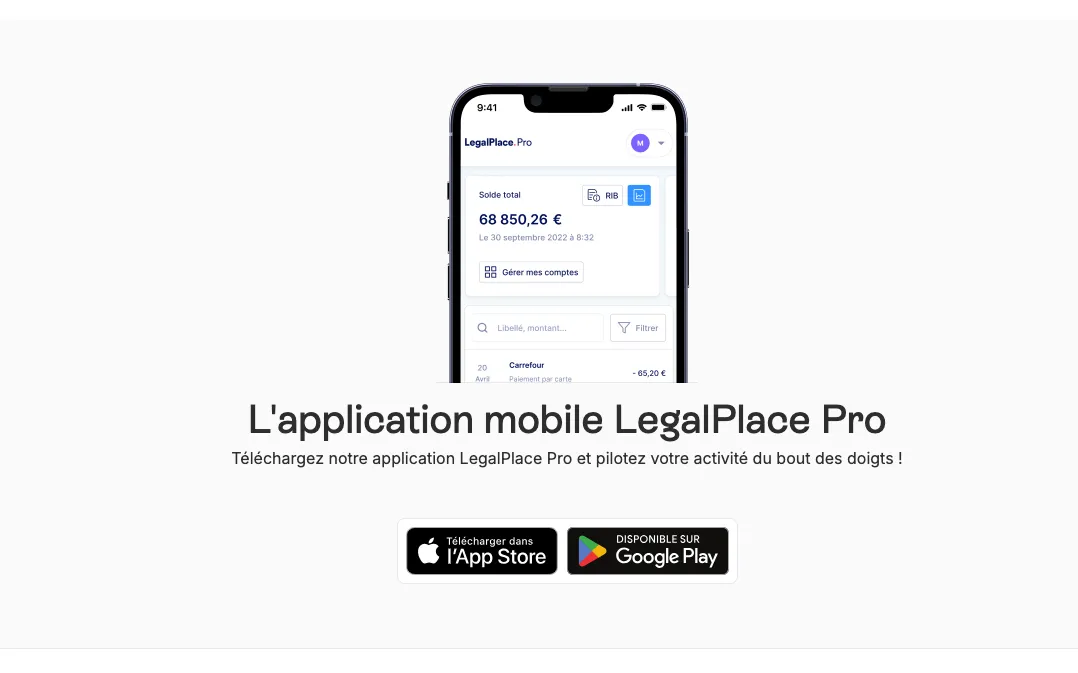 9:41
LegalPlace.Pro
M
Solde total
RIB
68 850,26 €
Le 30 septembre 2022 à 8:32
Gérer mes comptes
Libellé, montant...
Filtrer
20
Avril
Carrefour
Paiement par carte
- 65,20 €
L'application mobile LegalPlace Pro
Téléchargez notre application LegalPlace Pro et pilotez votre activité du bout des doigts !
Télécharger dans
l'App Store
DISPONIBLE SUR
Google Play